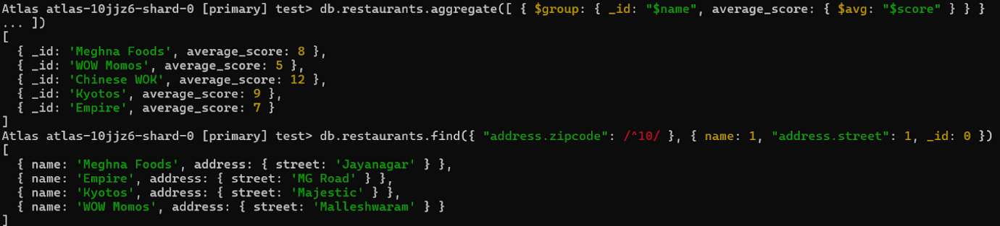 Atlas atlas-10jjz6-shard-0 [primary] test> db.restaurants.aggregate([ { $group: { _id: "$name", average_score: { $avg: "$score" } } }
... ])
[
  { _id: 'Meghna Foods', average_score: 8 },
  { _id: 'WOW Momos', average_score: 5 },
  { _id: 'Chinese WOK', average_score: 12 },
  { _id: 'Kyotos', average_score: 9 },
  { _id: 'Empire', average_score: 7 }
]
Atlas atlas-10jjz6-shard-0 [primary] test> db.restaurants.find({ "address.zipcode": /^10/ }, { name: 1, "address.street": 1, _id: 0 })
[
  { name: 'Meghna Foods', address: { street: 'Jayanagar' } },
  { name: 'Empire', address: { street: 'MG Road' } },
  { name: 'Kyotos', address: { street: 'Majestic' } },
  { name: 'WOW Momos', address: { street: 'Malleshwaram' } }
]